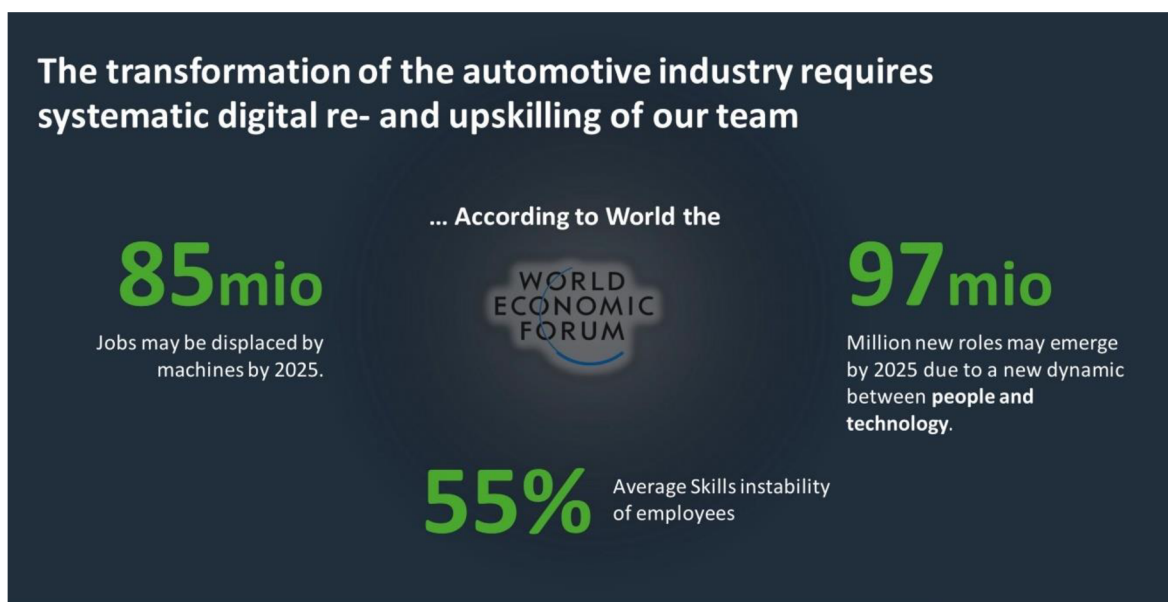 The transformation of the automotive industry requires
systematic digital re- and upskilling of our team
... According to World the
WORLD
ECONOMIC
FORUM
85mio
Jobs may be displaced by
machines by 2025.
97mio
Million new roles may emerge
by 2025 due to a new dynamic
between people and
technology.
55%
Average Skills instability
of employees